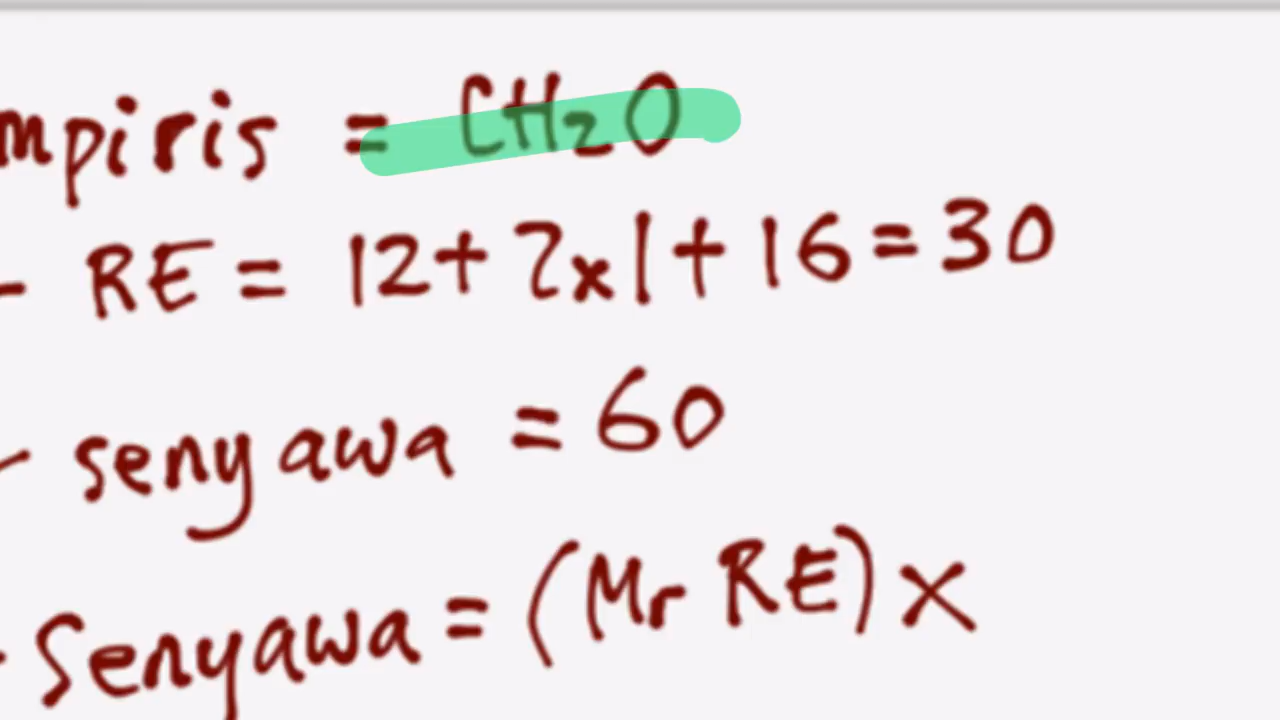 mpiris = CH2O
- RE = 12 + 2x1 + 16 = 30
senyawa = 60
Senyawa = (Mr RE) x